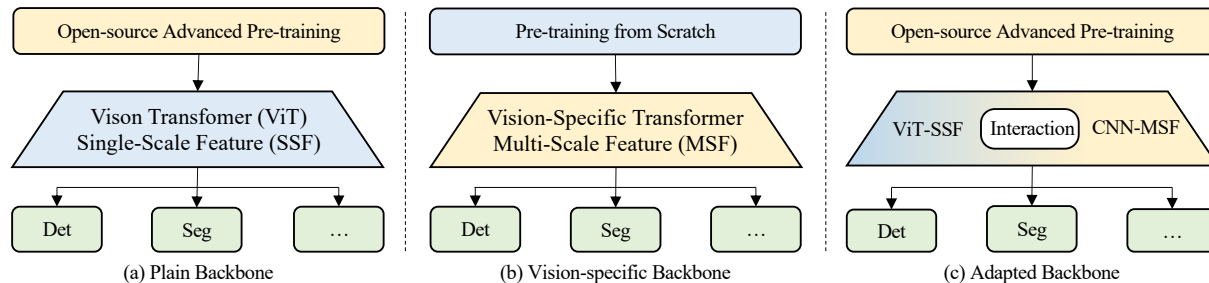 Open-source Advanced Pre-training
Vison Transfomer (ViT)
Single-Scale Feature (SSF)
Det
Seg
...
(a) Plain Backbone
Pre-training from Scratch
Vision-Specific Transformer
Multi-Scale Feature (MSF)
Det
Seg
...
(b) Vision-specific Backbone
Open-source Advanced Pre-training
ViT-SSF
Interaction
CNN-MSF
Det
Seg
...
(c) Adapted Backbone